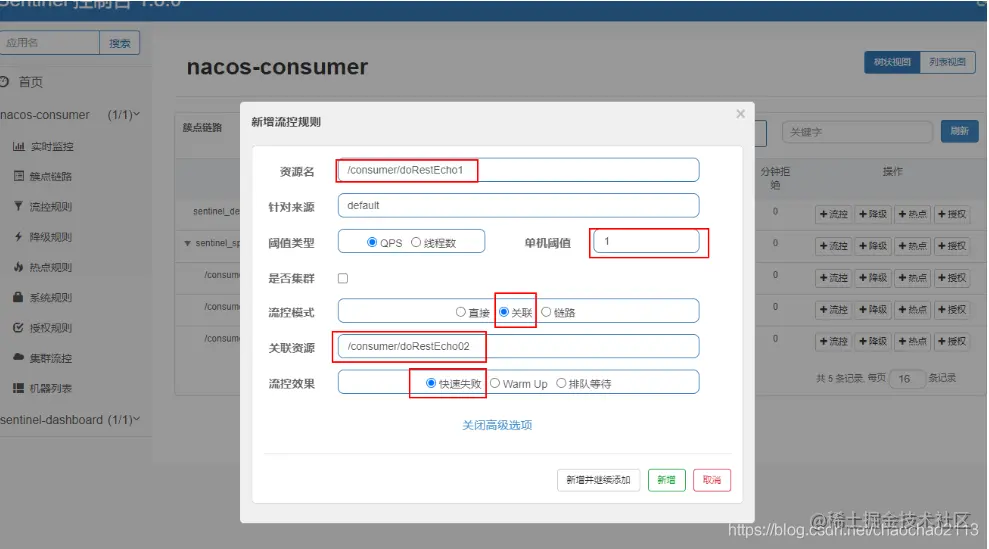 Sentinel 控制台 1.8.0
应用名 搜索
首页
nacos-consumer (1/1)
实时监控
簇点链路
流控规则
降级规则
热点规则
系统规则
授权规则
集群流控
机器列表
sentinel-dashboard (1/1)
nacos-consumer
树状视图 列表视图
簇点链路
关键字 刷新
分钟拒绝 操作
sentinel_de 0 流控 降级 热点 授权
sentinel_sp 0 流控 降级 热点 授权
/consume 0 流控 降级 热点 授权
/consume 0 流控 降级 热点 授权
/consume 0 流控 降级 热点 授权
共 5 条记录, 每页 16 条记录
新增流控规则
×
资源名 /consumer/doRestEcho1
针对来源 default
阈值类型 QPS 线程数 单机阈值 1
是否集群
流控模式 直接 关联 链路
关联资源 /consumer/doRestEcho02
流控效果 快速失败 Warm Up 排队等待
关闭高级选项
新增并继续添加 新增 取消
@稀土掘金技术社区
https://blog.csdn.net/chaochao2113